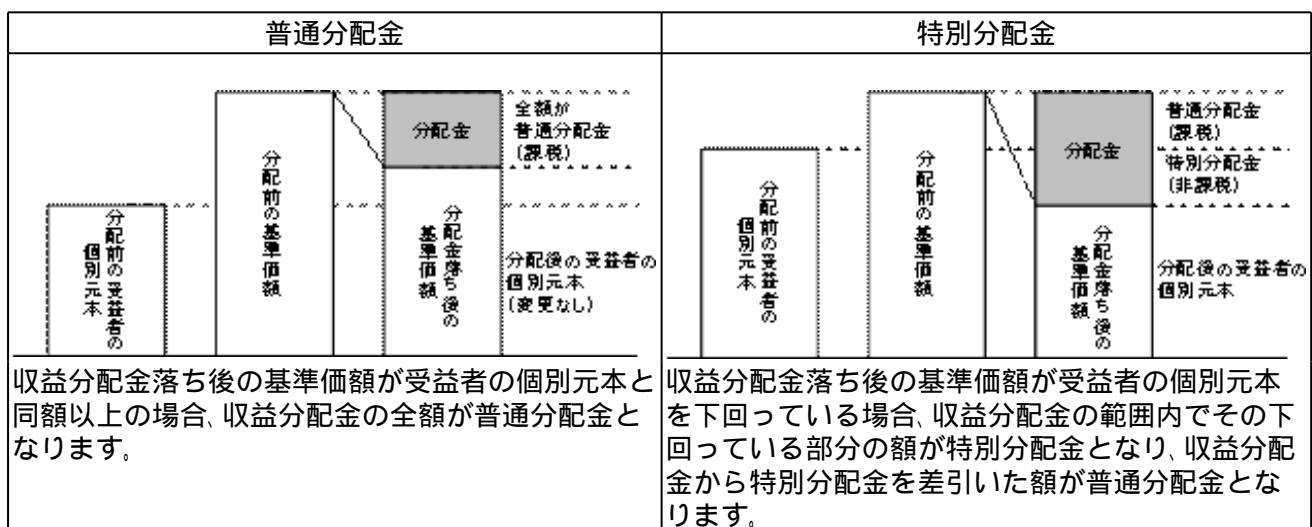 普通分配金
分配前の受益者の
個別元本
分配前の基準価額
分配金
分配金落ち後の
基準価額
全額が
普通分配金
(課税)
分配後の受益者の
個別元本
(変更なし)
収益分配金落ち後の基準価額が受益者の個別元本と
同額以上の場合、収益分配金の全額が普通分配金と
なります。
特別分配金
分配前の受益者の
個別元本
分配前の基準価額
分配金
分配金落ち後の
基準価額
普通分配金
(課税)
特別分配金
(非課税)
分配後の受益者の
個別元本
収益分配金落ち後の基準価額が受益者の個別元本
を下回っている場合、収益分配金の範囲内でその下
回っている部分の額が特別分配金となり、収益分配
金から特別分配金を差引いた額が普通分配金とな
ります。